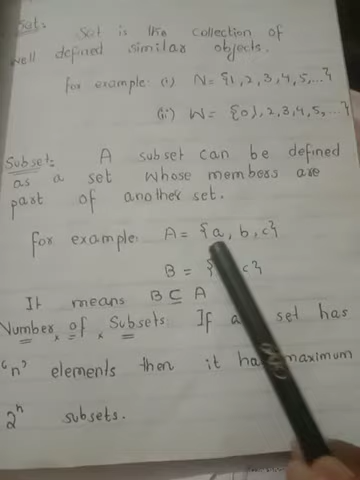 Set: Set is the collection of
well defined similar objects.
for example: (i) N = {1, 2, 3, 4, 5, ...}
(ii) W = {0, 1, 2, 3, 4, 5, ...}
Subset: A subset can be defined
as a set whose members are
part of another set.
for example: A = {a, b, c}
B = { c}
It means B ⊆ A
Number of Subsets: If a set has
'n' elements then it has maximum
2ⁿ subsets.